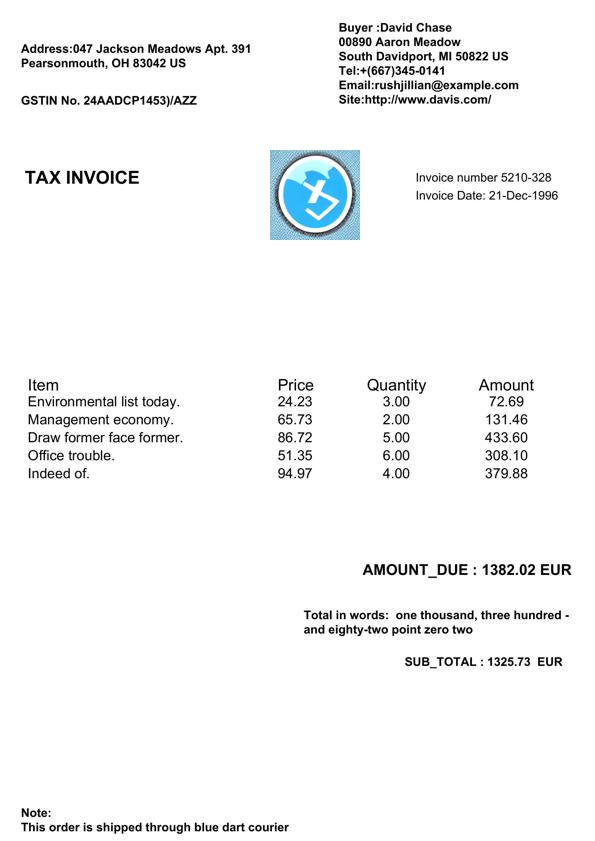 Address:047 Jackson Meadows Apt. 391
Pearsonmouth, OH 83042 US
GSTIN No. 24AADCP1453)/AZZ
Buyer :David Chase
00890 Aaron Meadow
South Davidport, MI 50822 US
Tel:+(667)345-0141
Email:rushjillian@example.com
Site:http://www.davis.com/
TAX INVOICE
Invoice number 5210-328
Invoice Date: 21-Dec-1996
Item Price Quantity Amount
Environmental list today. 24.23 3.00 72.69
Management economy. 65.73 2.00 131.46
Draw former face former. 86.72 5.00 433.60
Office trouble. 51.35 6.00 308.10
Indeed of. 94.97 4.00 379.88
AMOUNT_DUE : 1382.02 EUR
Total in words:  one thousand, three hundred -
and eighty-two point zero two
SUB_TOTAL : 1325.73  EUR
Note:
This order is shipped through blue dart courier